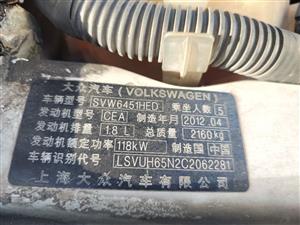 大众汽车(VOLKSWAGEN)
车辆型号 SVW6451HED 乘坐人数 5
发动机型号 CEA 制造年月 2012.04
发动机排量 1.8L 总质量 2160kg
发动机额定功率 118kW 制造国 中国
车辆识别代号 LSVUH65N2C2062281
上海大众汽车有限公司